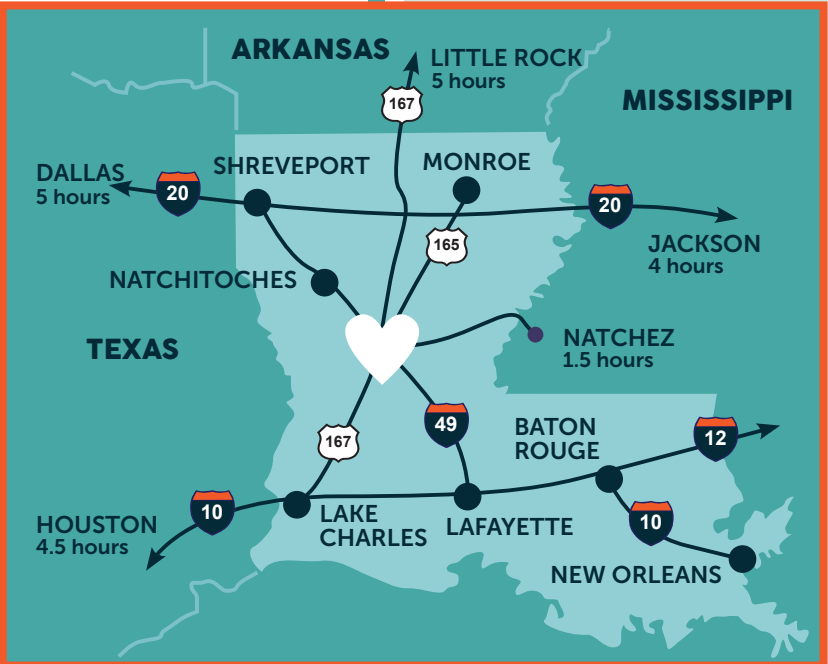 ARKANSAS
LITTLE ROCK
5 hours
167
MISSISSIPPI
SHREVEPORT
MONROE
DALLAS
5 hours
20
20
165
JACKSON
4 hours
NATCHITOCHES
TEXAS
NATCHEZ
1.5 hours
167
49
BATON
ROUGE
12
10
HOUSTON
4.5 hours
LAKE
CHARLES
LAFAYETTE
10
NEW ORLEANS